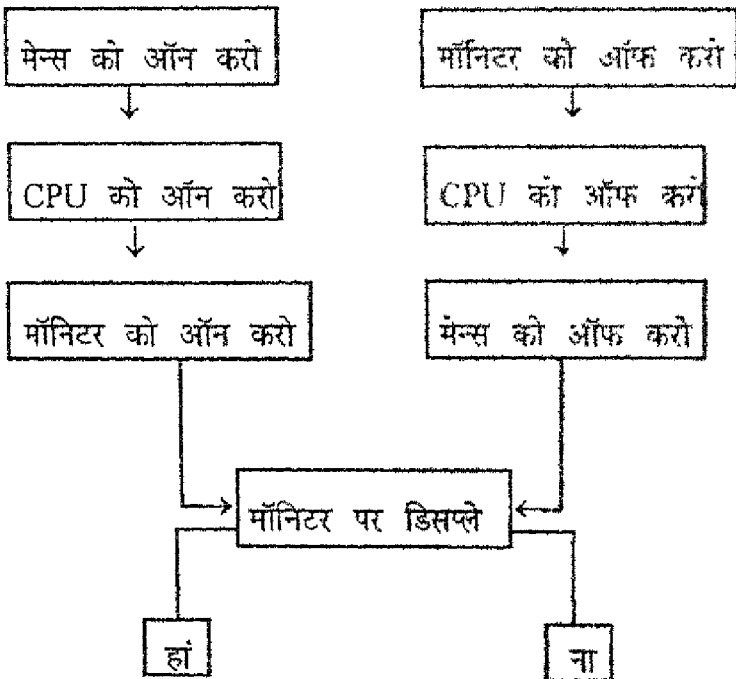 मेन्स को ऑन करो
मॉनिटर को ऑफ करो
CPU को ऑन करो
CPU को ऑफ करो
मॉनिटर को ऑन करो
मेन्स को ऑफ करो
मॉनिटर पर डिसप्ले
हां
ना